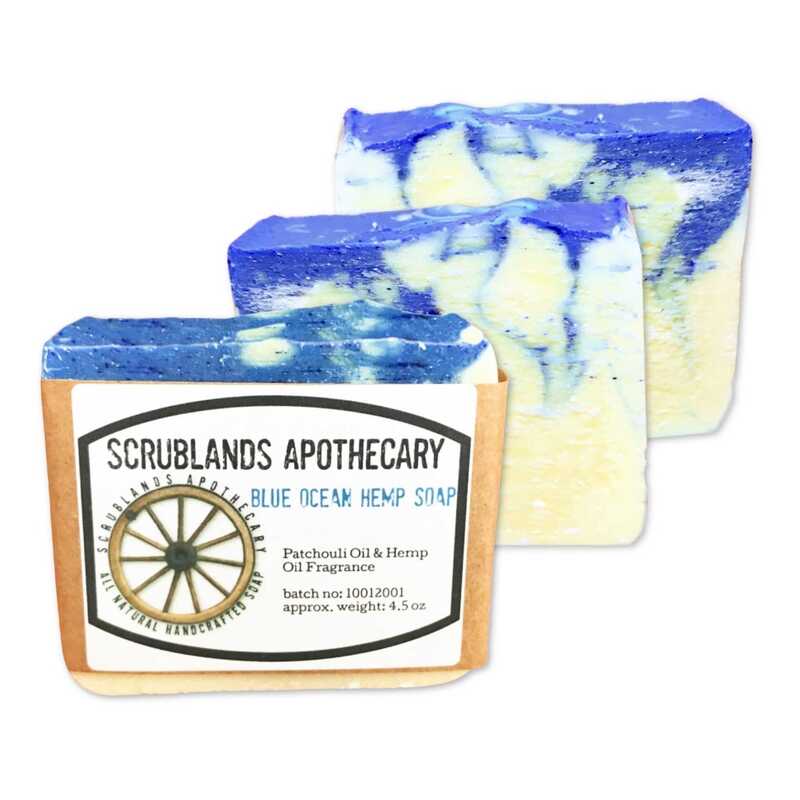 SCRUBLANDS APOTHECARY
BLUE OCEAN HEMP SOAP
SCRUBLANDS APOTHECARY
ALL NATURAL HANDCRAFTED SOAP
Patchouli Oil & Hemp
Oil Fragrance
batch no: 10012001
approx. weight: 4.5 oz